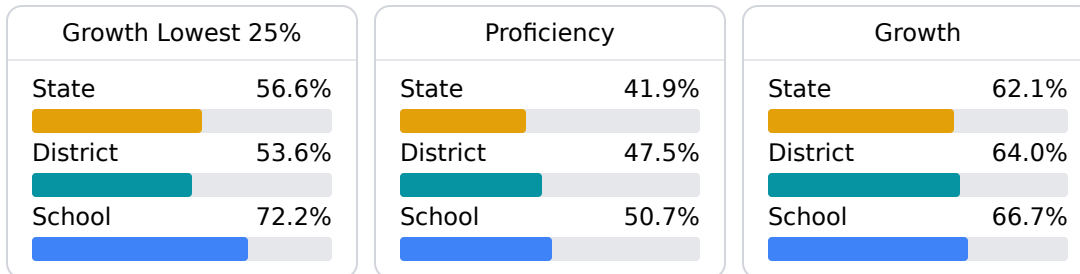 Growth Lowest 25%
State 56.6%
District 53.6%
School 72.2%
Proficiency
State 41.9%
District 47.5%
School 50.7%
Growth
State 62.1%
District 64.0%
School 66.7%